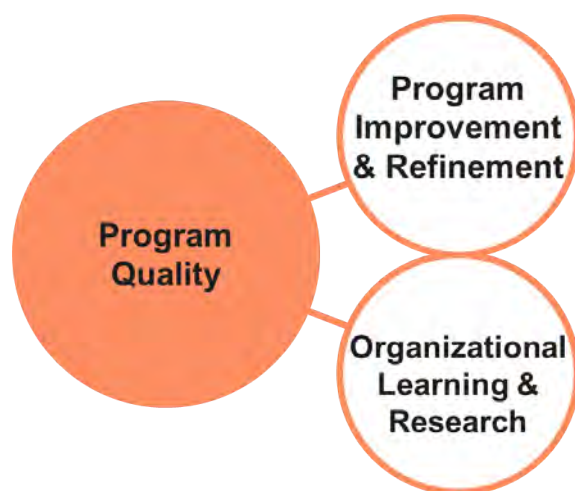 Program
Quality
Program
Improvement
& Refinement
Organizational
Learning &
Research